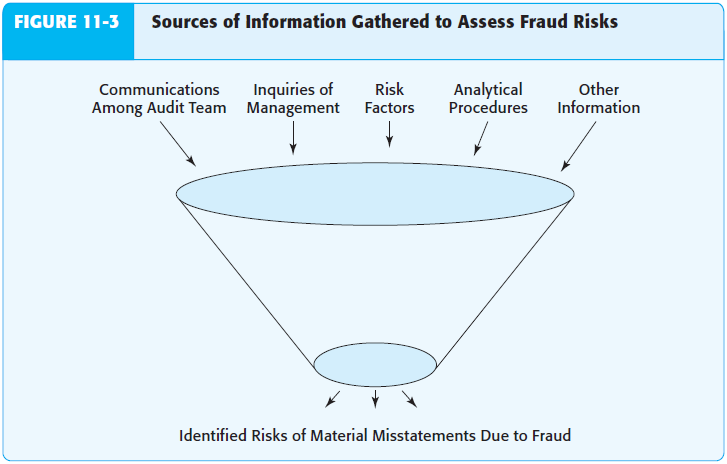 FIGURE 11-3
Sources of Information Gathered to Assess Fraud Risks
Communications
Among Audit Team
Inquiries of
Management
Risk
Factors
Analytical
Procedures
Other
Information
Identified Risks of Material Misstatements Due to Fraud